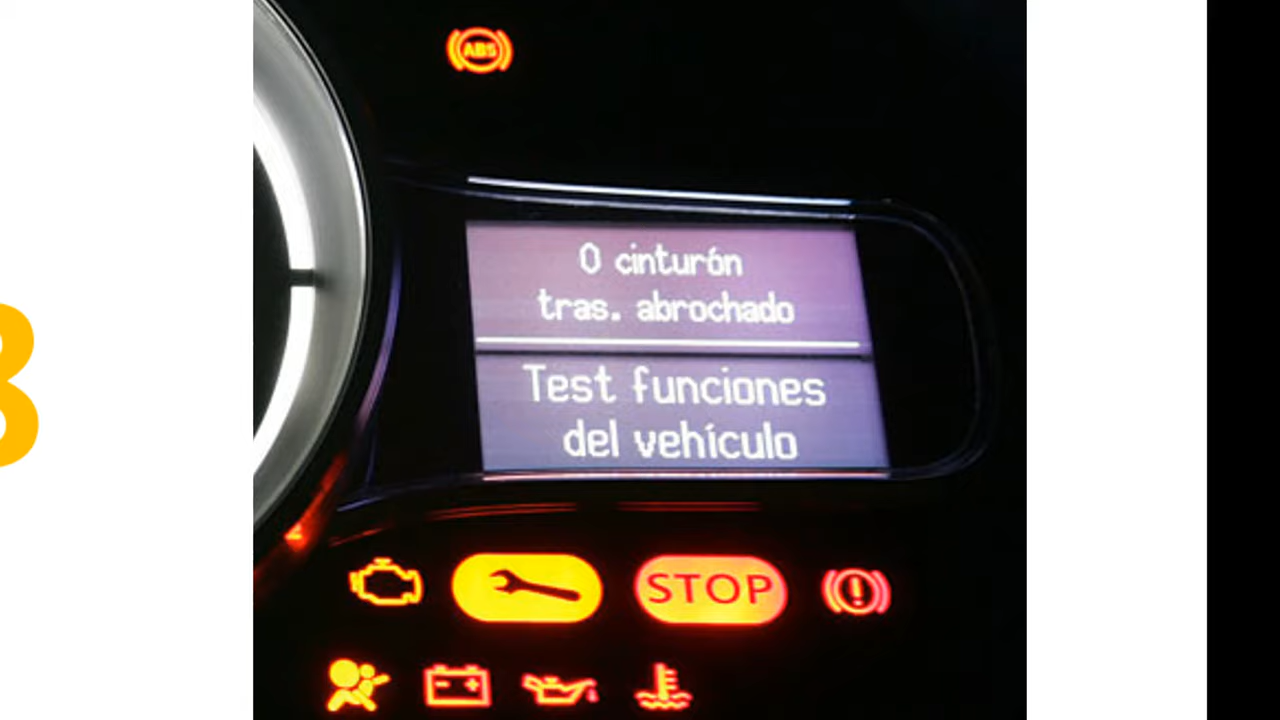 ABS
0 cinturón
tras. abrochado
Test funciones
del vehículo
STOP